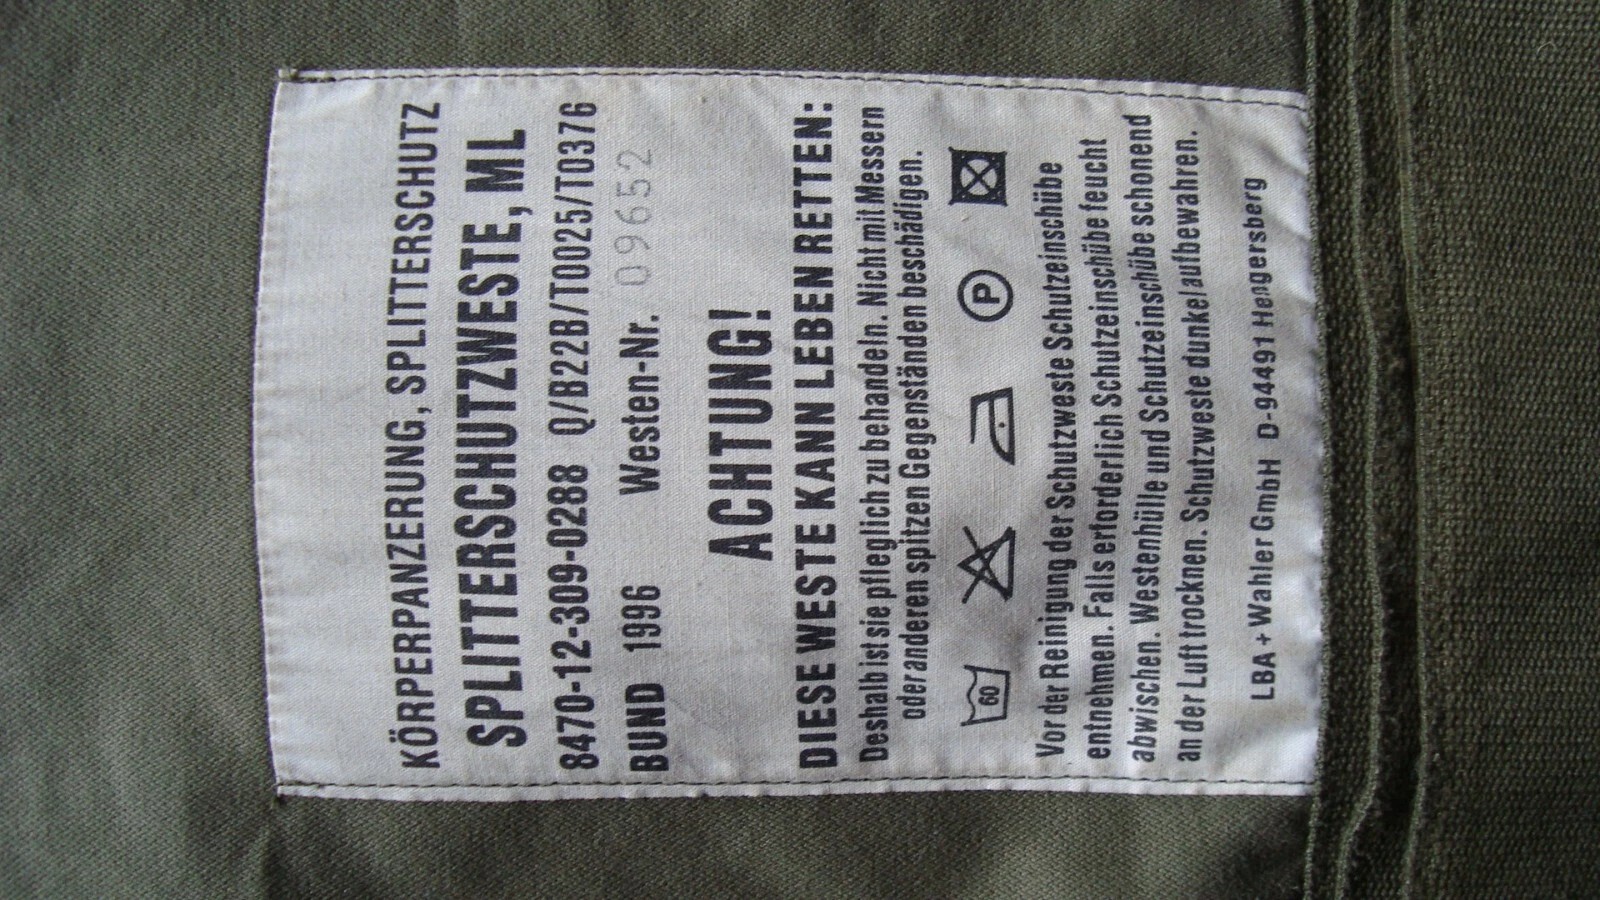 KÖRPERPANZERUNG, SPLITTERSCHUTZ
SPLITTERSCHUTZWESTE, ML
8470-12-309-0288 Q/B22B/T0025/T0376
BUND 1996 Westen-Nr. 09652
ACHTUNG!
DIESE WESTE KANN LEBEN RETTEN:
Deshalb ist sie pfleglich zu behandeln. Nicht mit Messern
oder anderen spitzen Gegenständen beschädigen.
60 P
Vor der Reinigung der Schutzweste Schutzeinschübe
entnehmen. Falls erforderlich Schutzeinschübe feucht
abwischen. Westenhülle und Schutzeinschübe schonend
an der Luft trocknen. Schutzweste dunkel aufbewahren.
LBA + Wahler GmbH D-94491 Hengersberg